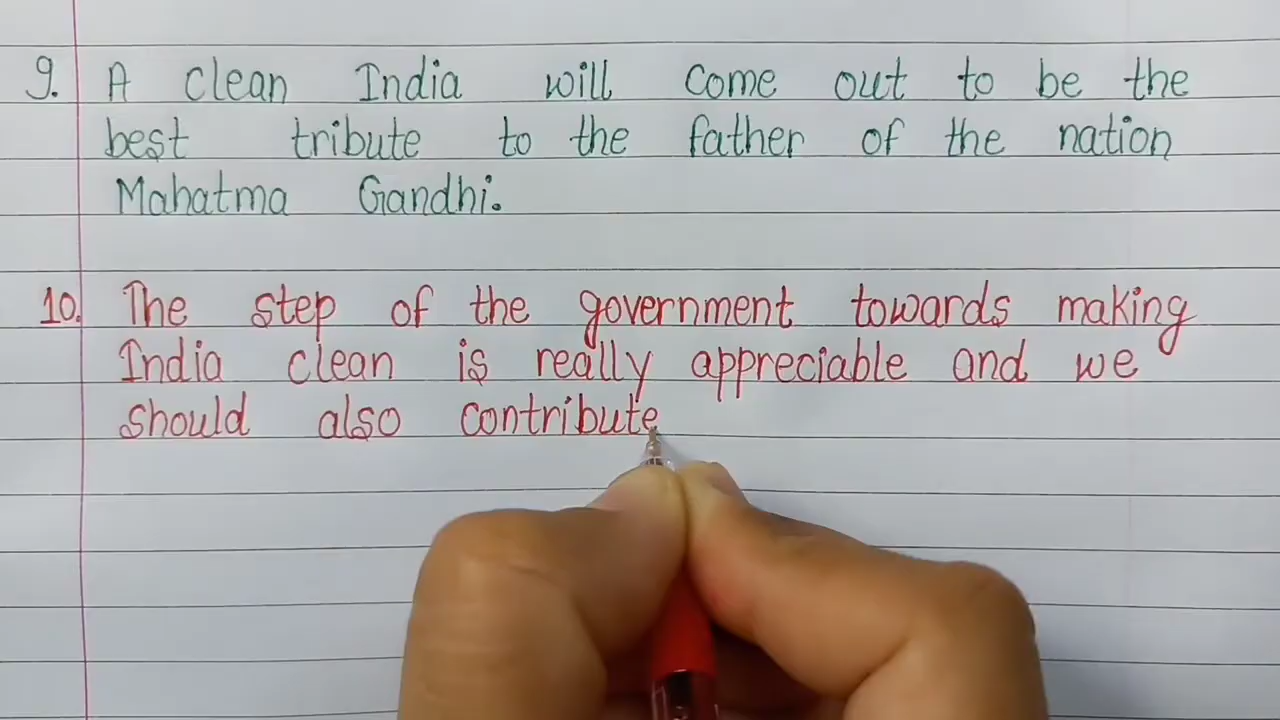 9. A clean India will come out to be the
best tribute to the father of the nation
Mahatma Gandhi.
10. The step of the government towards making
India clean is really appreciable and we
should also contribute